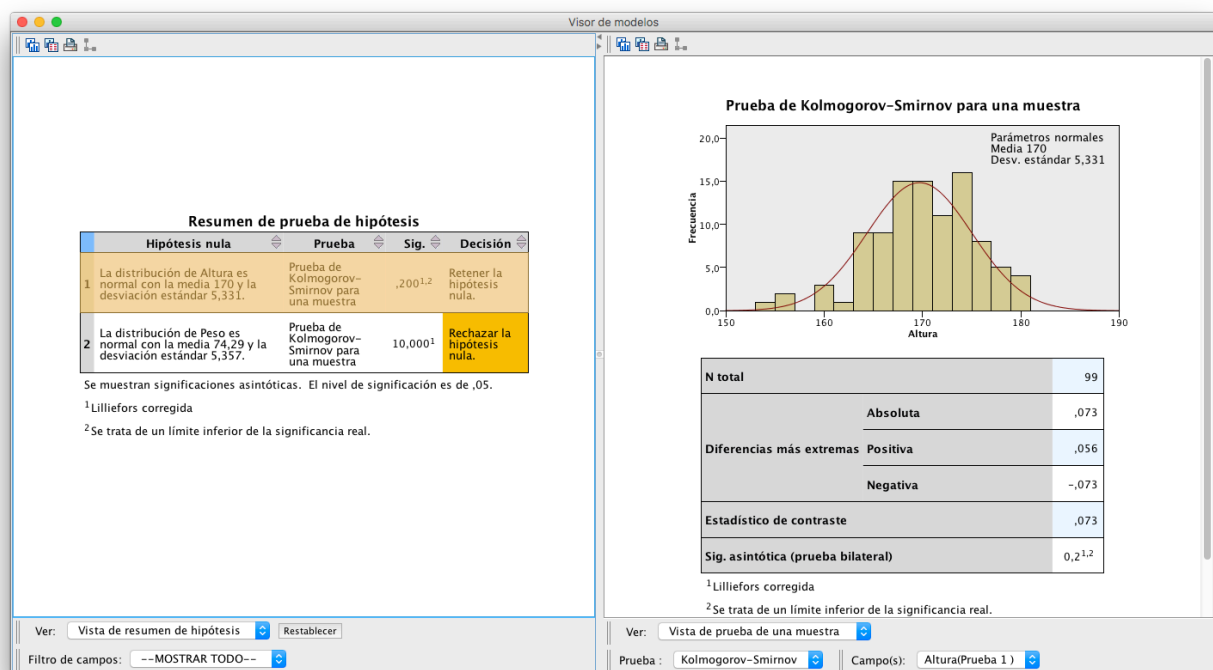 Visor de modelos
Resumen de prueba de hipótesis
Hipótesis nula Prueba Sig. Decisión
1 La distribución de Altura es normal con la media 170 y la desviación estándar 5,331. Prueba de Kolmogorov-Smirnov para una muestra ,200¹,² Retener la hipótesis nula.
2 La distribución de Peso es normal con la media 74,29 y la desviación estándar 5,357. Prueba de Kolmogorov-Smirnov para una muestra 10,000¹ Rechazar la hipótesis nula.
Se muestran significaciones asintóticas. El nivel de significación es de ,05.
¹Lilliefors corregida
²Se trata de un límite inferior de la significancia real.
Ver: Vista de resumen de hipótesis Restablecer
Filtro de campos: --MOSTRAR TODO--
Prueba de Kolmogorov-Smirnov para una muestra
Parámetros normales
Media 170
Desv. estándar 5,331
Frecuencia
20,0
15,0
10,0
5,0
0,0
150 160 170 180 190
Altura
N total 99
Diferencias más extremas
Absoluta ,073
Positiva ,056
Negativa -,073
Estadístico de contraste ,073
Sig. asintótica (prueba bilateral) 0,2¹,²
¹Lilliefors corregida
²Se trata de un límite inferior de la significancia real.
Ver: Vista de prueba de una muestra
Prueba : Kolmogorov-Smirnov Campo(s): Altura(Prueba 1 )